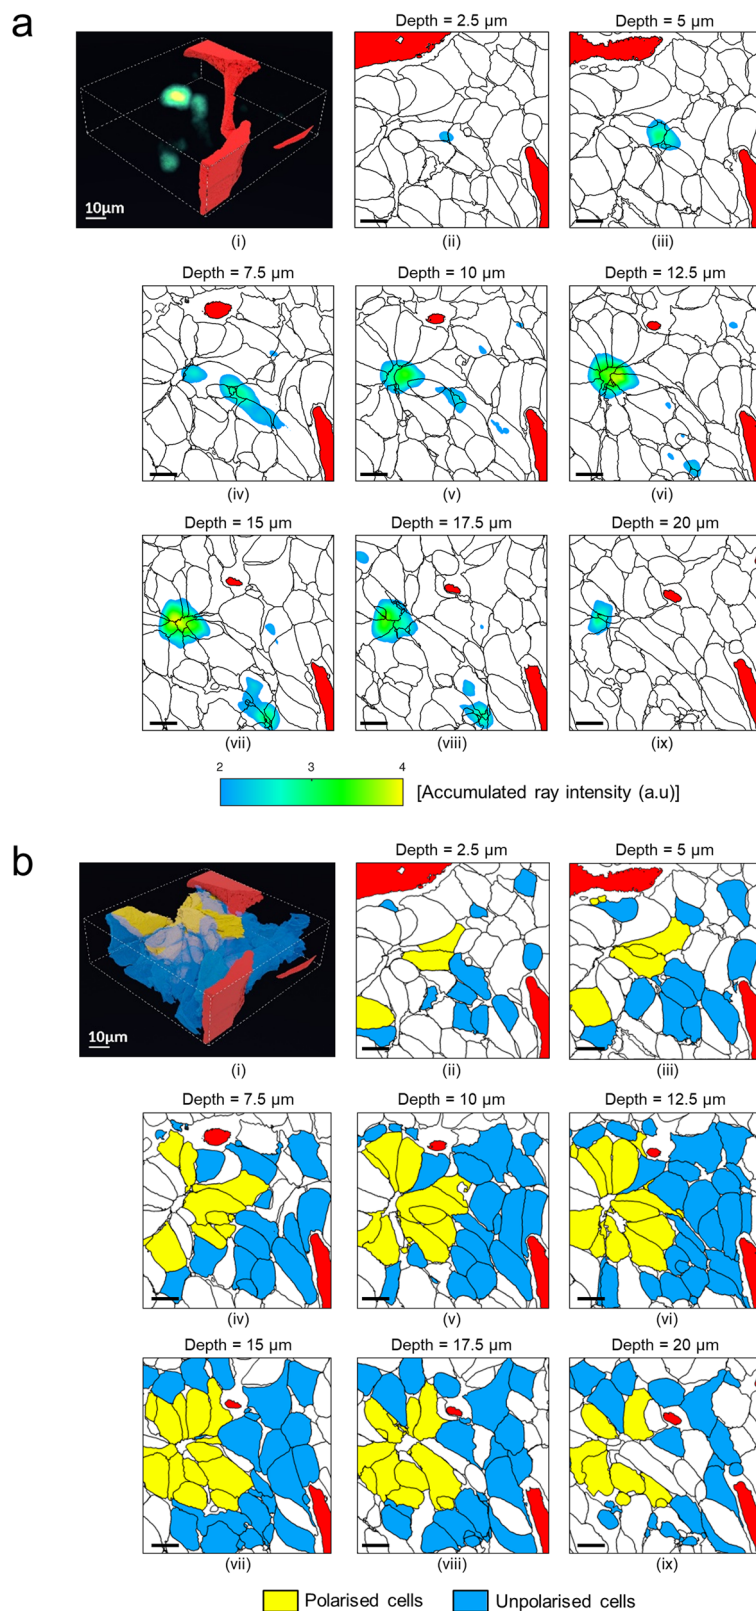 a
Depth = 2.5 µm
Depth = 5 µm
10µm
(i)
(ii)
(iii)
Depth = 7.5 µm
Depth = 10 µm
Depth = 12.5 µm
(iv)
(v)
(vi)
Depth = 15 µm
Depth = 17.5 µm
Depth = 20 µm
(vii)
(viii)
(ix)
2
3
4
[Accumulated ray intensity (a.u)]
b
Depth = 2.5 µm
Depth = 5 µm
10µm
(i)
(ii)
(iii)
Depth = 7.5 µm
Depth = 10 µm
Depth = 12.5 µm
(iv)
(v)
(vi)
Depth = 15 µm
Depth = 17.5 µm
Depth = 20 µm
(vii)
(viii)
(ix)
Polarised cells
Unpolarised cells